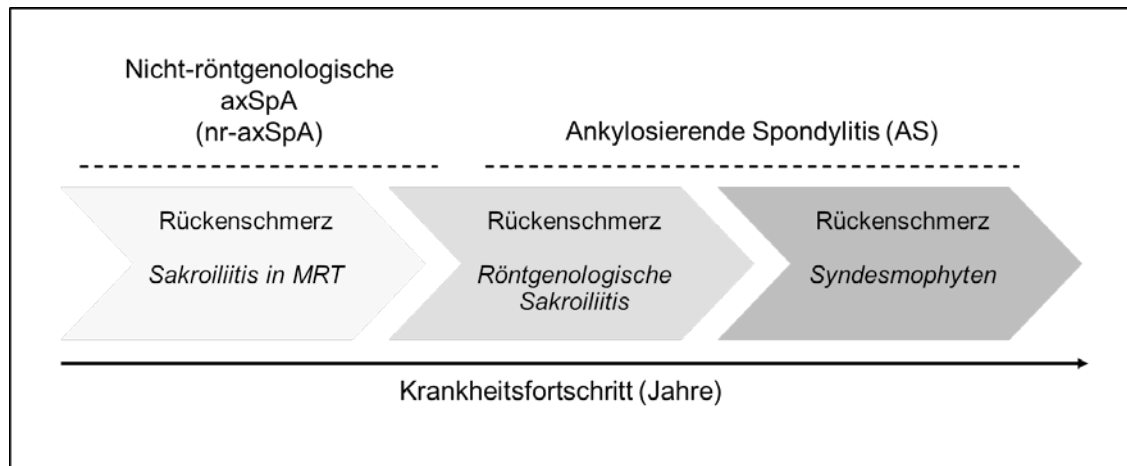 Nicht-röntgenologische
axSpA
(nr-axSpA)
Ankylosierende Spondylitis (AS)
Rückenschmerz
Sakroiliitis in MRT
Rückenschmerz
Röntgenologische
Sakroiliitis
Rückenschmerz
Syndesmophyten
Krankheitsfortschritt (Jahre)